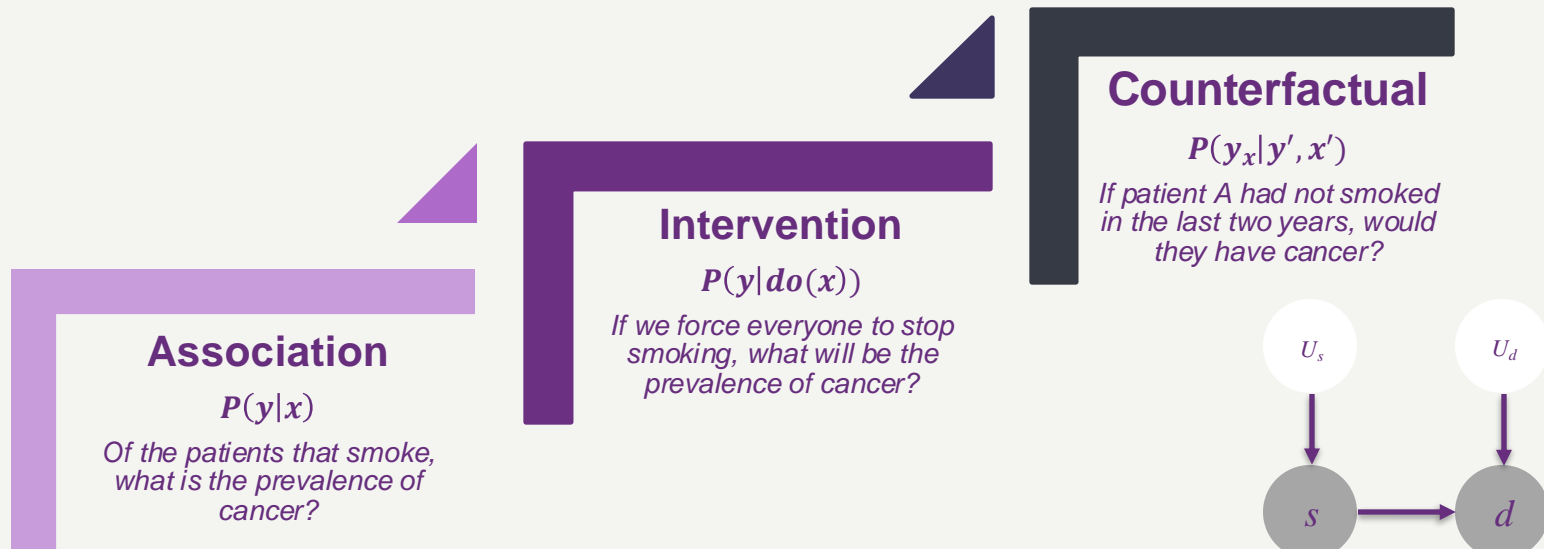 Association
P(y|x)
Of the patients that smoke,
what is the prevalence of
cancer?
Intervention
P(y|do(x))
If we force everyone to stop
smoking, what will be the
prevalence of cancer?
Counterfactual
P(yₓ|y′, x′)
If patient A had not smoked
in the last two years, would
they have cancer?
Uₛ
U_d
s
d